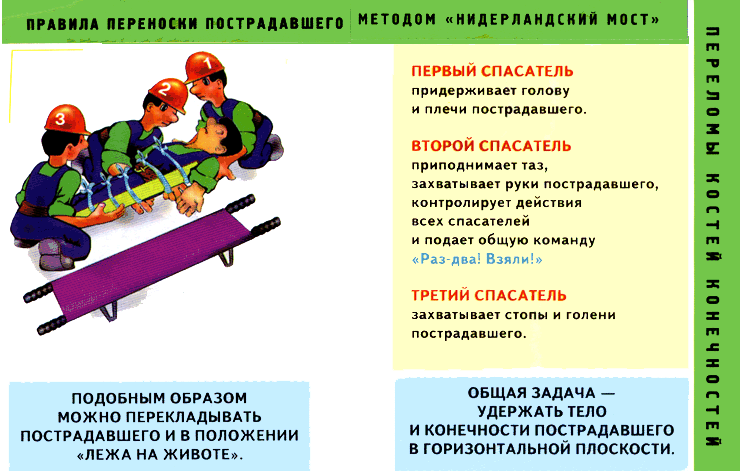 ПРАВИЛА ПЕРЕНОСКИ ПОСТРАДАВШЕГО МЕТОДОМ «НИДЕРЛАНДСКИЙ МОСТ»
1
2
3
ПЕРВЫЙ СПАСАТЕЛЬ
придерживает голову
и плечи пострадавшего.
ВТОРОЙ СПАСАТЕЛЬ
приподнимает таз,
захватывает руки пострадавшего,
контролирует действия
всех спасателей
и подает общую команду
«Раз-два! Взяли!»
ТРЕТИЙ СПАСАТЕЛЬ
захватывает стопы и голени
пострадавшего.
ПОДОБНЫМ ОБРАЗОМ
МОЖНО ПЕРЕКЛАДЫВАТЬ
ПОСТРАДАВШЕГО И В ПОЛОЖЕНИИ
«ЛЕЖА НА ЖИВОТЕ».
ОБЩАЯ ЗАДАЧА —
УДЕРЖАТЬ ТЕЛО
И КОНЕЧНОСТИ ПОСТРАДАВШЕГО
В ГОРИЗОНТАЛЬНОЙ ПЛОСКОСТИ.
ПЕРЕЛОМЫ КОСТЕЙ КОНЕЧНОСТЕЙ